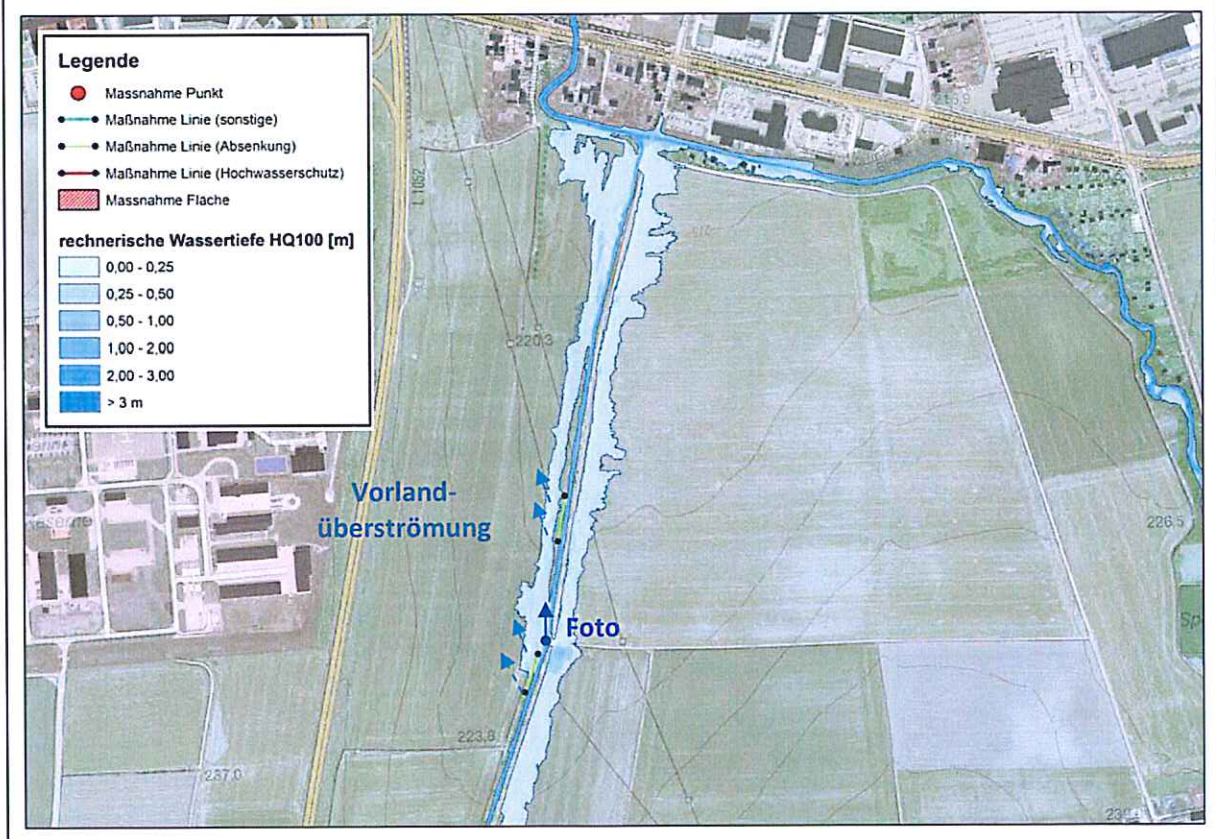 Legende
Massnahme Punkt
Maßnahme Linie (sonstige)
Maßnahme Linie (Absenkung)
Maßnahme Linie (Hochwasserschutz)
Massnahme Fläche
rechnerische Wassertiefe HQ100 [m]
0,00 - 0,25
0,25 - 0,50
0,50 - 1,00
1,00 - 2,00
2,00 - 3,00
> 3 m
L1052
P
220,3
Vorland-
überströmung
226,5
Foto
223,8
237,0